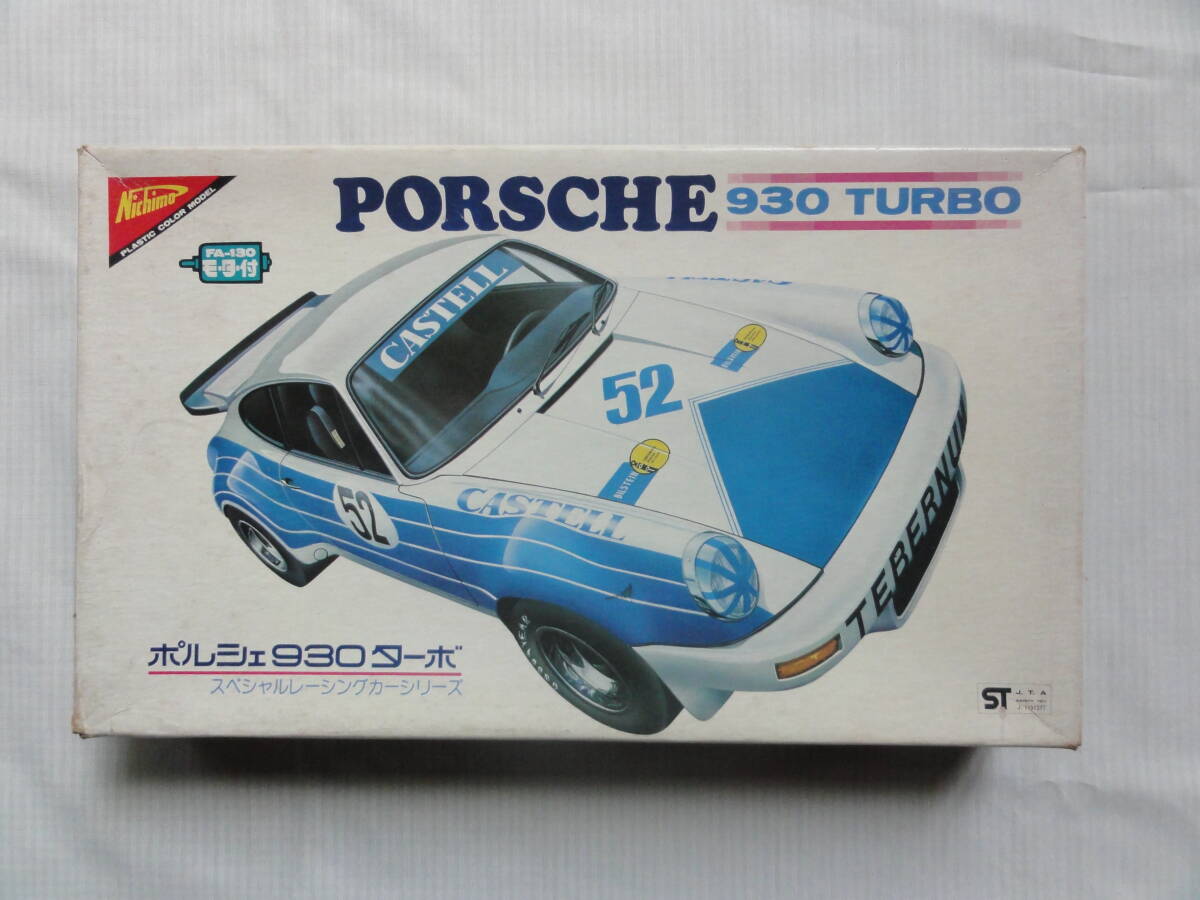 Nichimo
PLASTIC COLOR MODEL
PORSCHE
930 TURBO
FA-130
モータ付
CASTELL
52
BILSTEIN
BILSTEIN
CASTELL
52
ポルシェ930ターボ
スペシャルレーシングカーシリーズ
ST
J. T. A